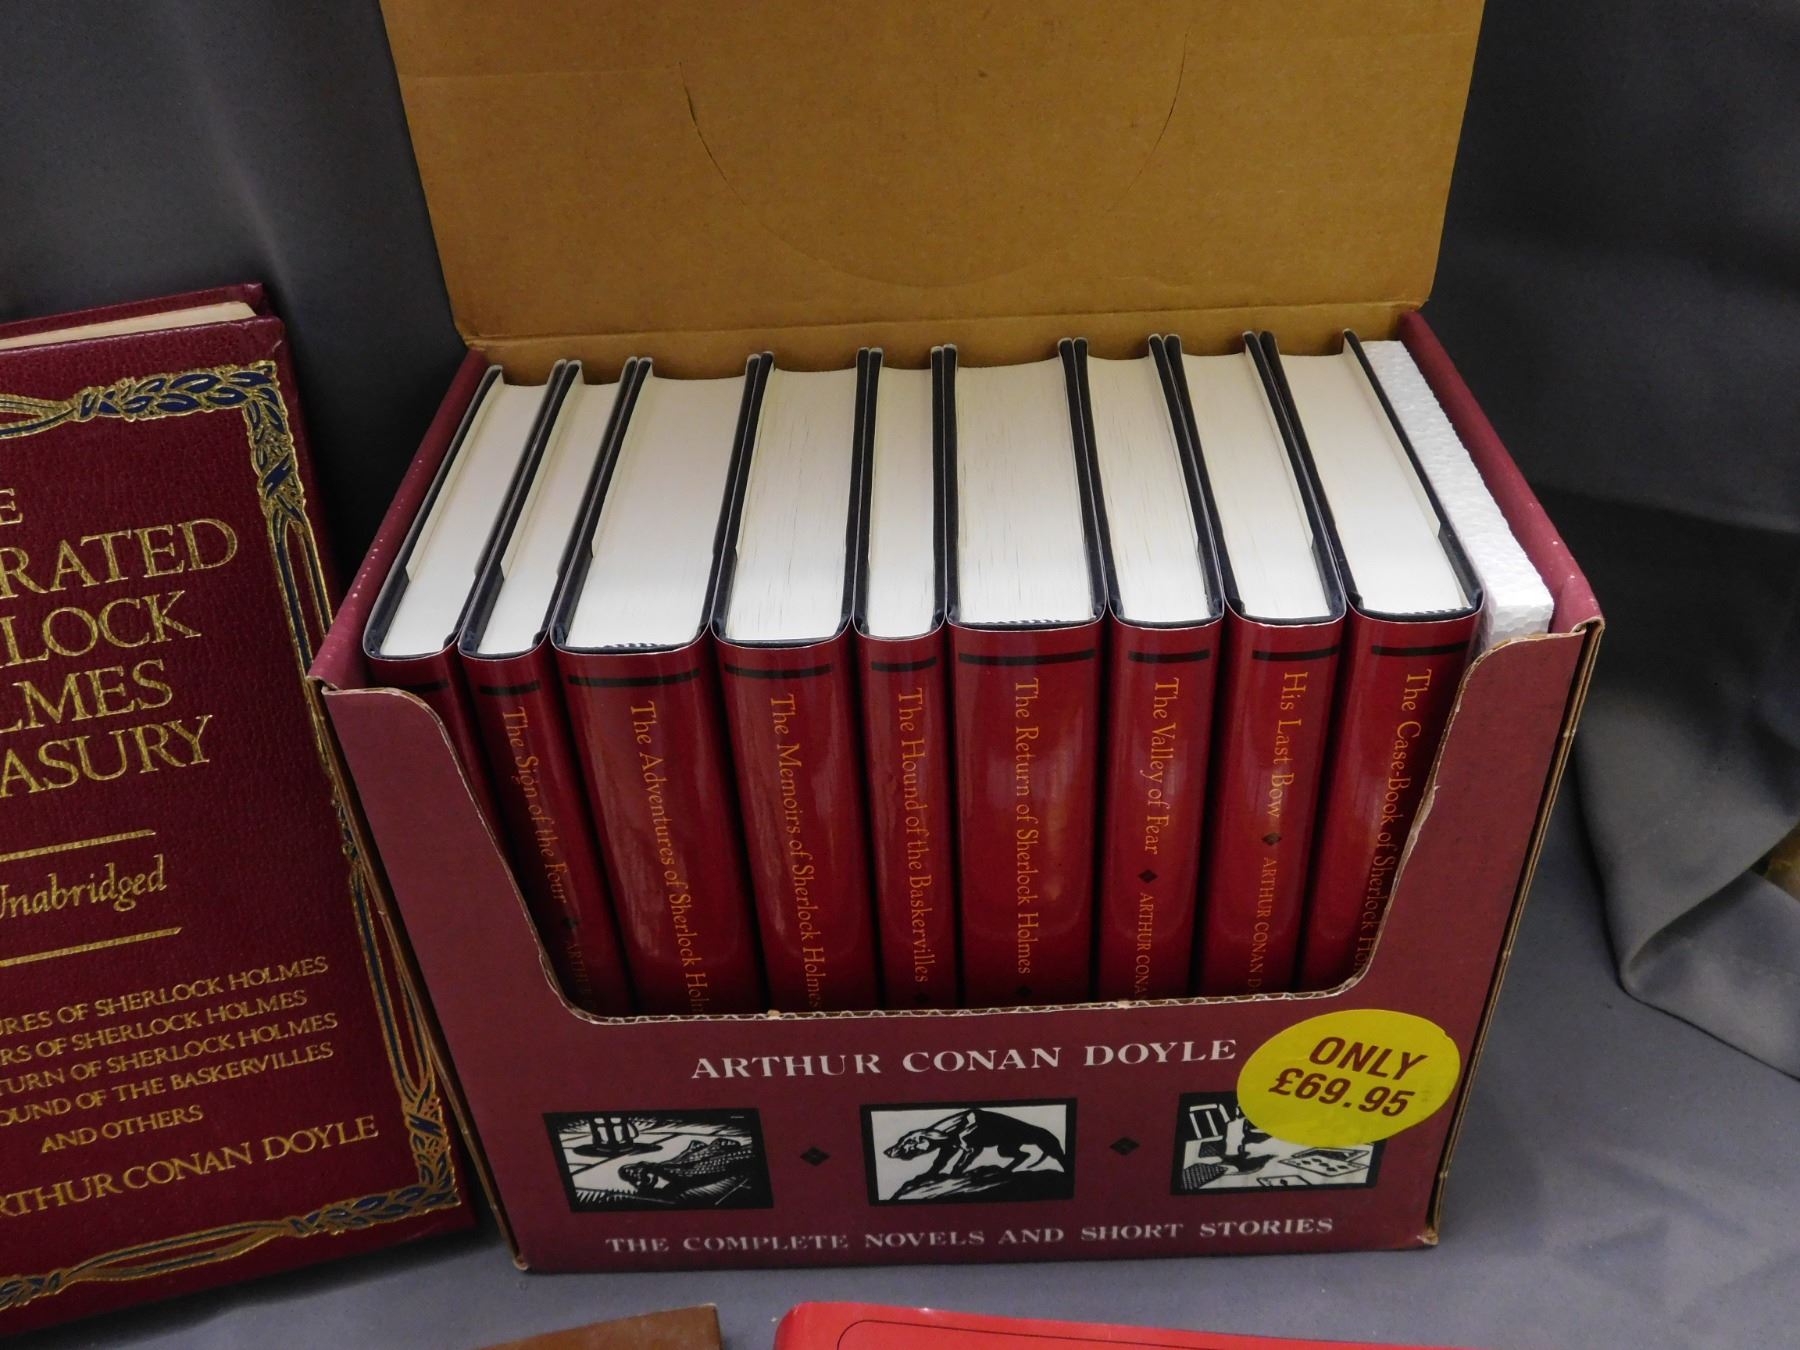 RATED
LOCK
LMES
ASURY
Unabridged
URES OF SHERLOCK HOLMES
RS OF SHERLOCK HOLMES
TURN OF SHERLOCK HOLMES
OUND OF THE BASKERVILLES
AND OTHERS
RTHUR CONAN DOYLE
The Sign of the Four ◆ ARTHUR
The Adventures of Sherlock Holm
The Memoirs of Sherlock Holmes
The Hound of the Baskervilles
The Return of Sherlock Holmes
The Valley of Fear ◆ ARTHUR CONA
His Last Bow ◆ ARTHUR CONAN D
The Case-Book of Sherlock Hol
ARTHUR CONAN DOYLE
ONLY
£69.95
THE COMPLETE NOVELS AND SHORT STORIES